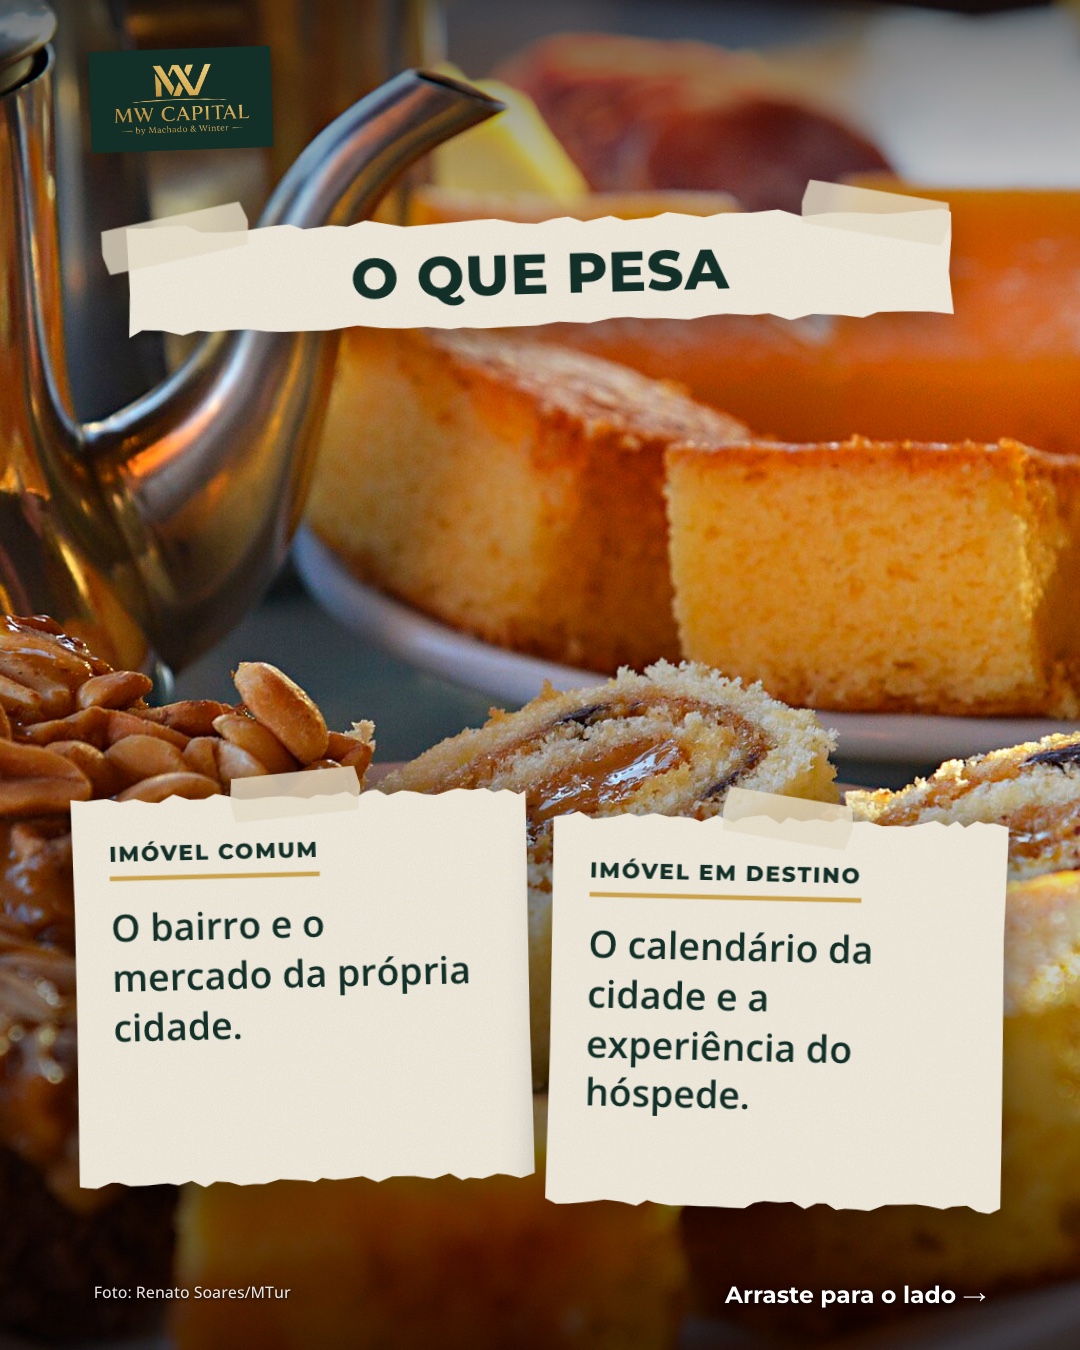 MW CAPITAL
by Machado & Winter
O QUE PESA
IMÓVEL COMUM
O bairro e o
mercado da própria
cidade.
IMÓVEL EM DESTINO
O calendário da
cidade e a
experiência do
hóspede.
Foto: Renato Soares/MTur
Arraste para o lado →